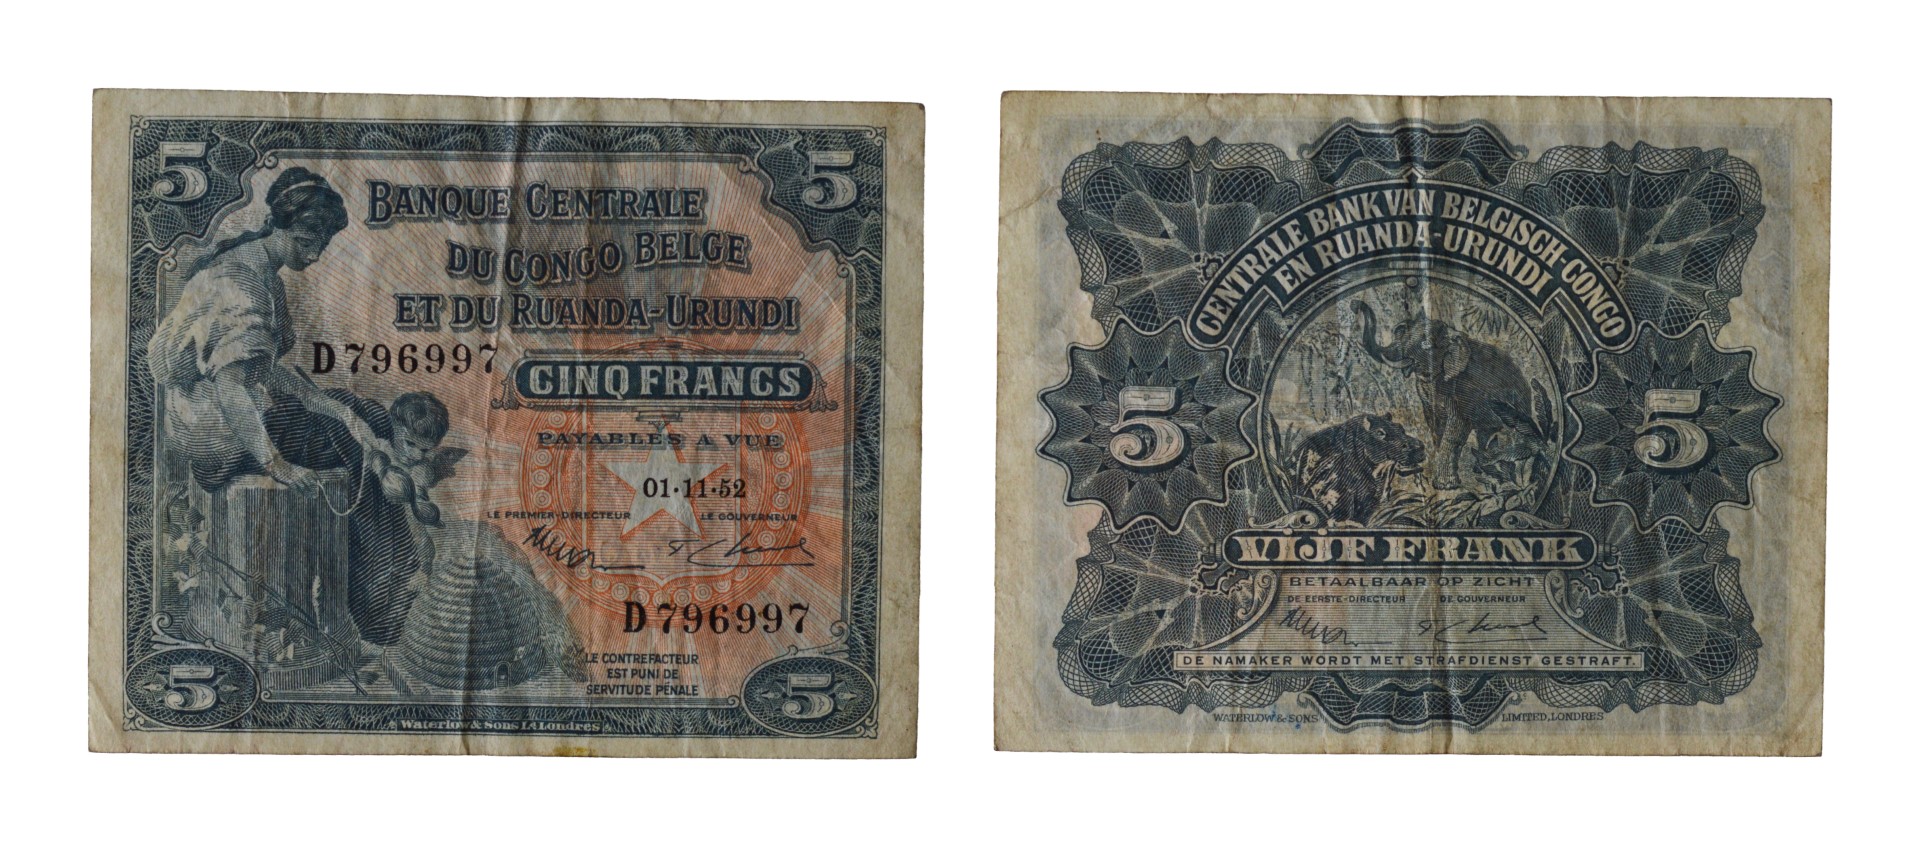 5 5
BANQUE CENTRALE
DU CONGO BELGE
ET DU RUANDA-URUNDI
D796997
CINQ FRANCS
PAYABLES A VUE
01·11·52
LE PREMIER-DIRECTEUR LE GOUVERNEUR
D796997
LE CONTREFACTEUR
EST PUNI DE
SERVITUDE PÉNALE
5 5
Waterlow & Sons Ld Londres
CENTRALE BANK VAN BELGISCH-CONGO
EN RUANDA-URUNDI
5 5
VIJF FRANK
BETAALBAAR OP ZICHT
DE EERSTE-DIRECTEUR DE GOUVERNEUR
DE NAMAKER WORDT MET STRAFDIENST GESTRAFT.
WATERLOW & SONS LIMITED, LONDRES